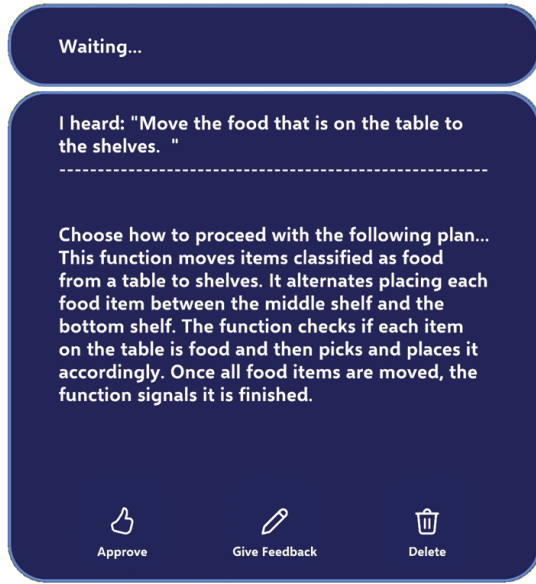 Waiting...
I heard: "Move the food that is on the table to
the shelves.  "
--------------------------------------------------------
Choose how to proceed with the following plan...
This function moves items classified as food
from a table to shelves. It alternates placing each
food item between the middle shelf and the
bottom shelf. The function checks if each item
on the table is food and then picks and places it
accordingly. Once all food items are moved, the
function signals it is finished.
Approve
Give Feedback
Delete